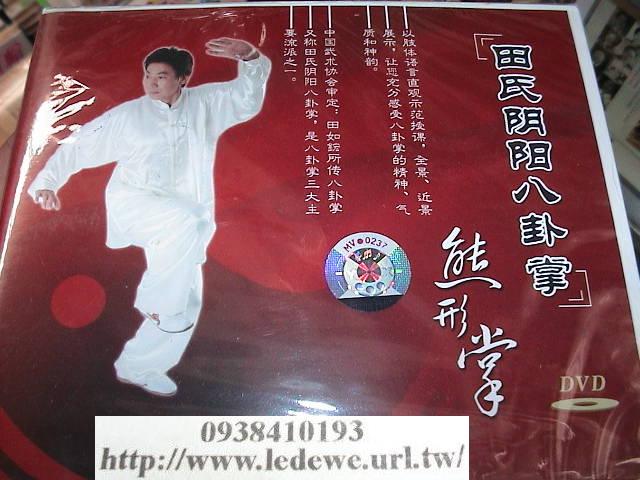 田氏阴阳八卦掌
熊形掌
以肢体语言直观示范授课，全景、近景
展示，让您充分感受八卦掌的精神、气
质和神韵。
中国武术协会审定，田如所传八卦掌
又称田氏阴阳八卦掌，是八卦掌三大主
要流派之一。
MV●0237
DVD
0938410193
http://www.ledewe.url.tw/